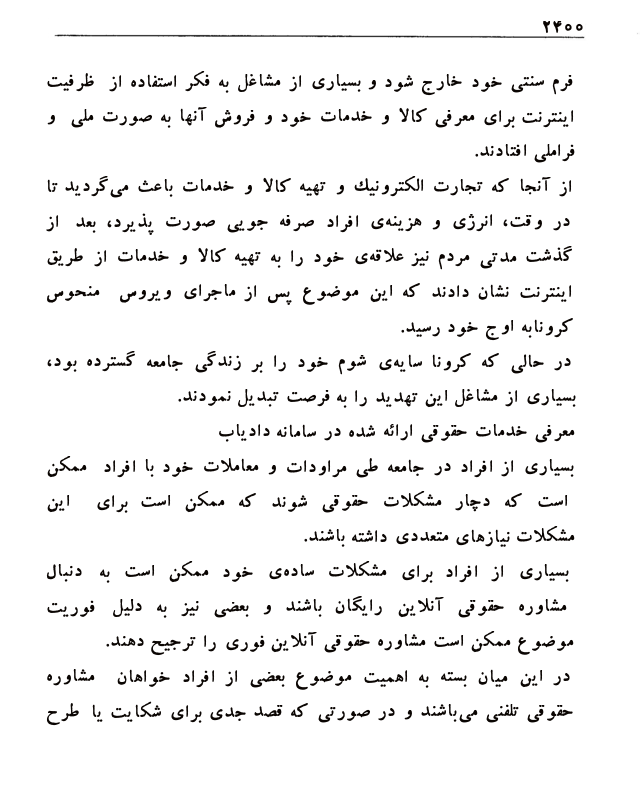 ۲۴۰۰
فرم سنتی خود خارج شود و بسیاری از مشاغل به فکر استفاده از ظرفیت
اینترنت برای معرفی کالا و خدمات خود و فروش آنها به صورت ملی و
فراملی افتادند.
از آنجا که تجارت الکترونیك و تهیه کالا و خدمات باعث می‌گردید تا
در وقت، انرژی و هزینه‌ی افراد صرفه جویی صورت پذیرد، بعد از
گذشت مدتی مردم نیز علاقه‌ی خود را به تهیه کالا و خدمات از طریق
اینترنت نشان دادند که این موضوع پس از ماجرای ویروس منحوس
کرونابه اوج خود رسید.
در حالی که کرونا سایه‌ی شوم خود را بر زندگی جامعه گسترده بود،
بسیاری از مشاغل این تهدید را به فرصت تبدیل نمودند.
معرفی خدمات حقوقی ارائه شده در سامانه دادیاب
بسیاری از افراد در جامعه طی مراودات و معاملات خود با افراد ممکن
است که دچار مشکلات حقوقی شوند که ممکن است برای این
مشکلات نیازهای متعددی داشته باشند.
بسیاری از افراد برای مشکلات ساده‌ی خود ممکن است به دنبال
مشاوره حقوقی آنلاین رایگان باشند و بعضی نیز به دلیل فوریت
موضوع ممکن است مشاوره حقوقی آنلاین فوری را ترجیح دهند.
در این میان بسته به اهمیت موضوع بعضی از افراد خواهان مشاوره
حقوقی تلفنی می‌باشند و در صورتی که قصد جدی برای شکایت یا طرح